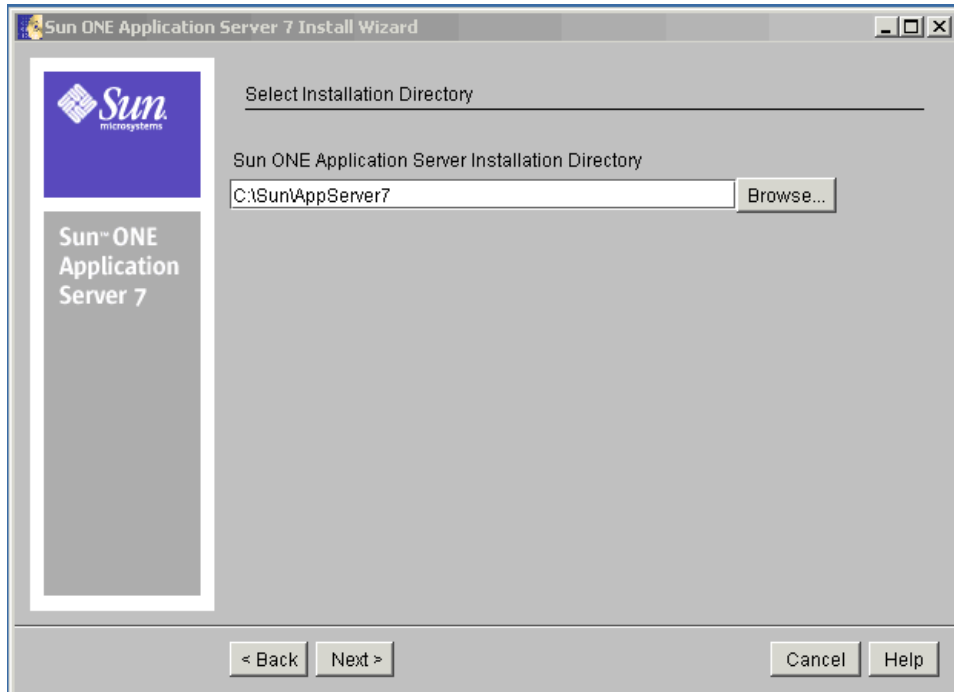 Sun ONE Application Server 7 Install Wizard
Sun
microsystems
Sun™ ONE
Application
Server 7
Select Installation Directory
Sun ONE Application Server Installation Directory
C:\Sun\AppServer7
Browse...
< Back
Next >
Cancel
Help